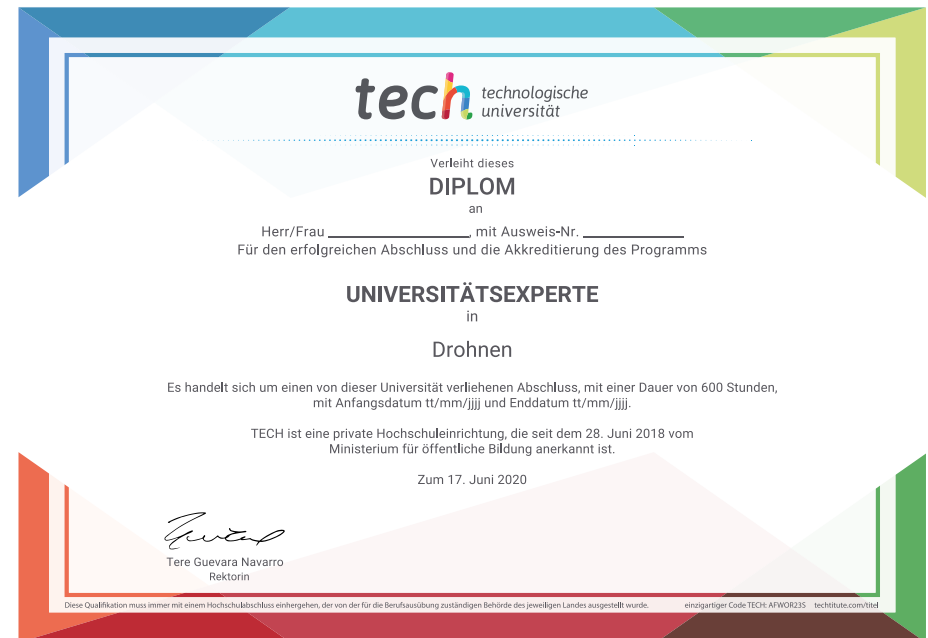 tech technologische
universität
Verleiht dieses
DIPLOM
an
Herr/Frau ____________________, mit Ausweis-Nr. ______________
Für den erfolgreichen Abschluss und die Akkreditierung des Programms
UNIVERSITÄTSEXPERTE
in
Drohnen
Es handelt sich um einen von dieser Universität verliehenen Abschluss, mit einer Dauer von 600 Stunden,
mit Anfangsdatum tt/mm/jjjj und Enddatum tt/mm/jjjj.
TECH ist eine private Hochschuleinrichtung, die seit dem 28. Juni 2018 vom
Ministerium für öffentliche Bildung anerkannt ist.
Zum 17. Juni 2020
Tere Guevara Navarro
Rektorin
Diese Qualifikation muss immer mit einem Hochschulabschluss einhergehen, der von der für die Berufsausübung zuständigen Behörde des jeweiligen Landes ausgestellt wurde. einzigartiger Code TECH: AFWOR23S techtitute.com/titel